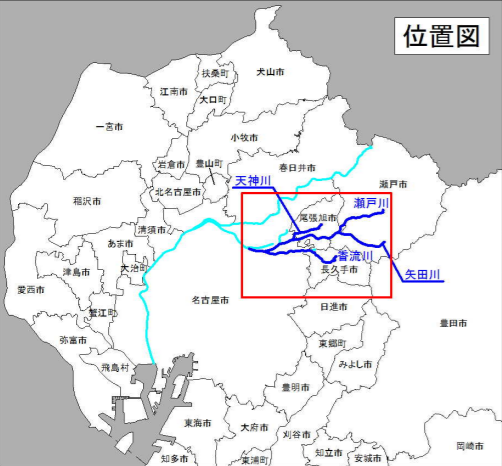 位置図
犬山市
扶桑町
江南市
大口町
一宮市
小牧市
岩倉市
豊山町
春日井市
天神川
瀬戸市
北名古屋市
稲沢市
瀬戸川
尾張旭市
清須市
あま市
香流川
津島市
大治町
長久手市
矢田川
愛西市
名古屋市
蟹江町
日進市
豊田市
弥富市
東郷町
飛島村
みよし市
豊明市
東海市
大府市
刈谷市
岡崎市
知立市
知多市
東浦町
安城市